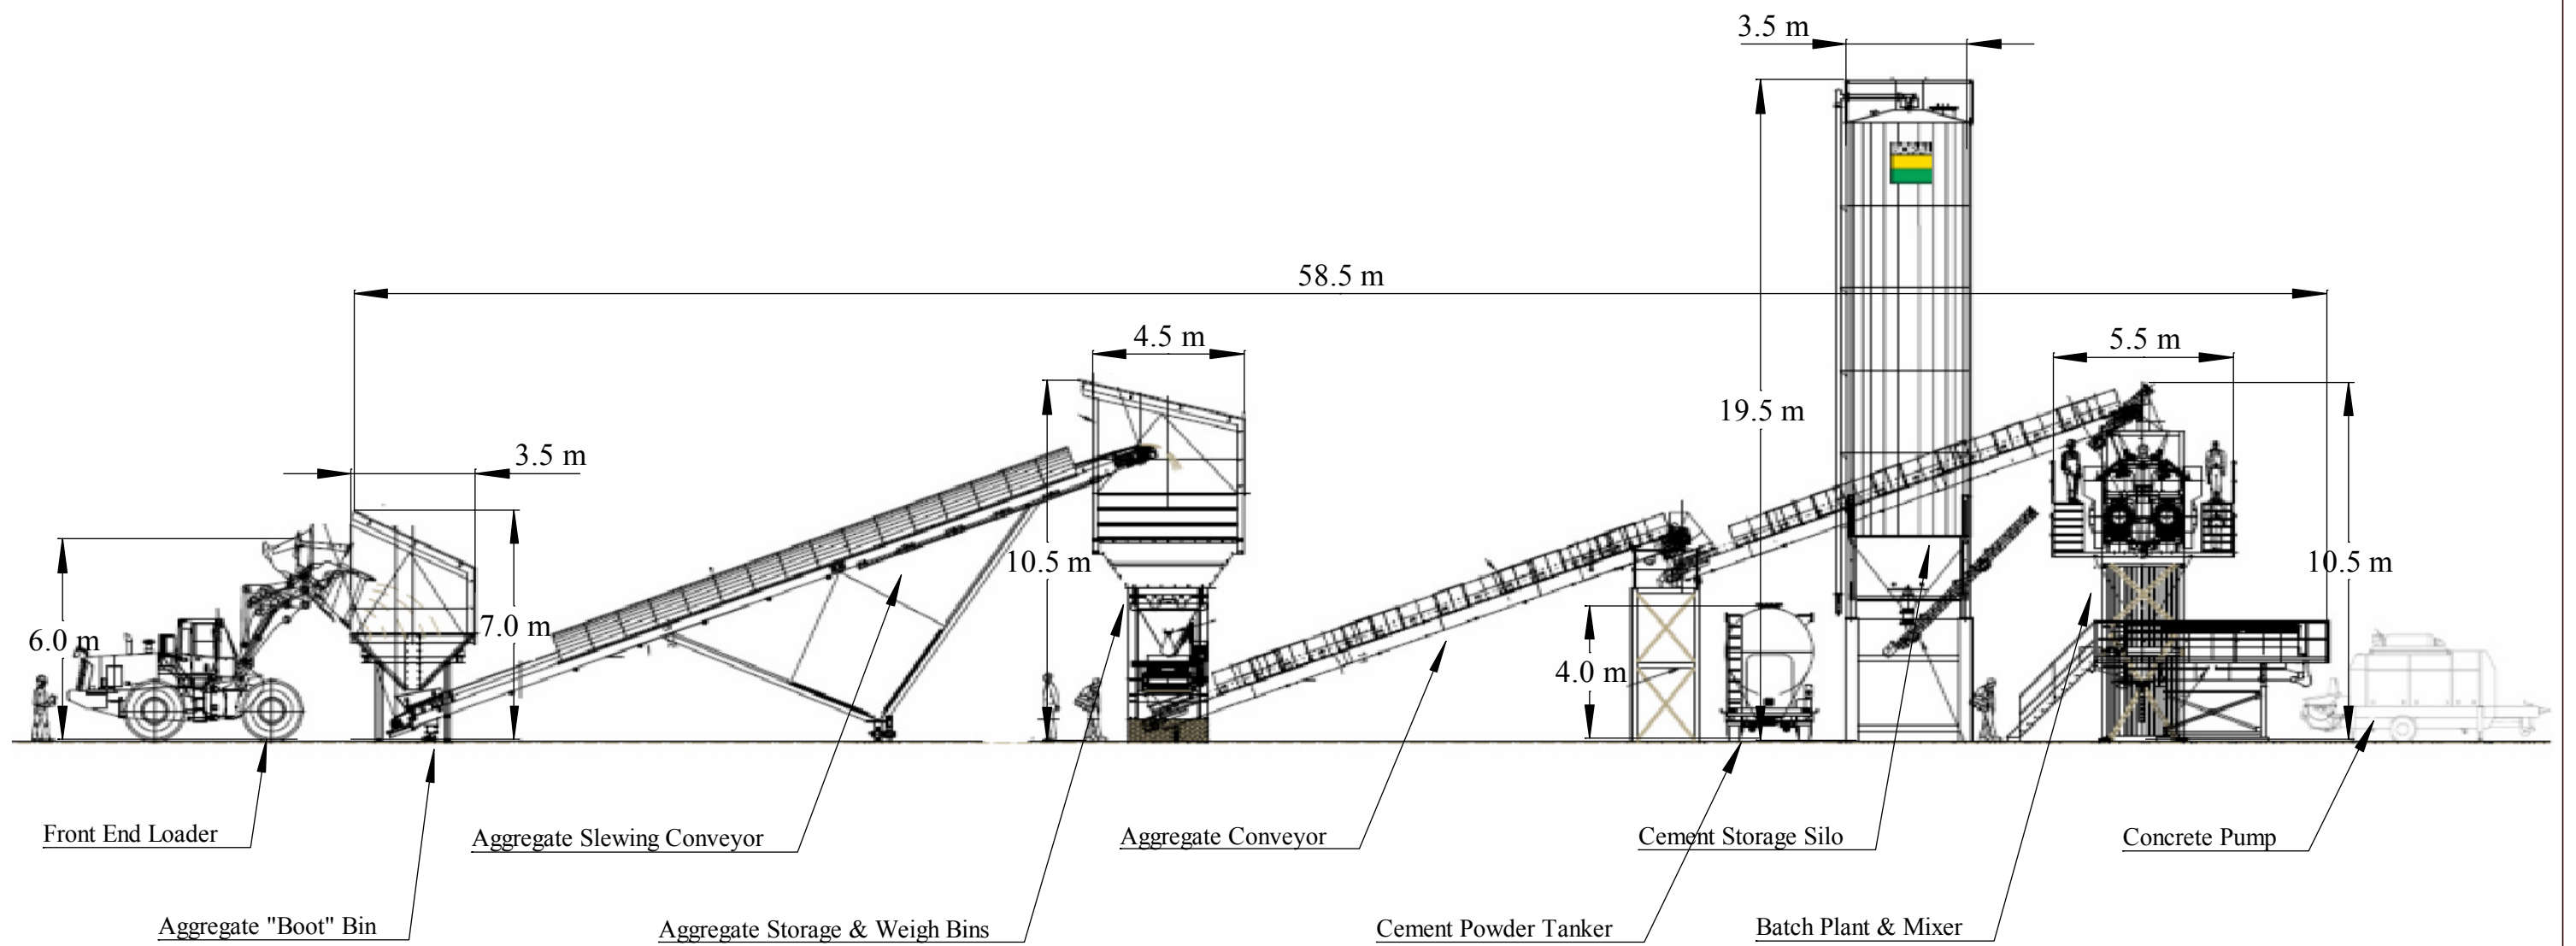 3.5 m
58.5 m
4.5 m
5.5 m
19.5 m
3.5 m
10.5 m
10.5 m
7.0 m
6.0 m
4.0 m
BORAL
Front End Loader
Aggregate Slewing Conveyor
Aggregate Conveyor
Cement Storage Silo
Concrete Pump
Aggregate "Boot" Bin
Aggregate Storage & Weigh Bins
Cement Powder Tanker
Batch Plant & Mixer